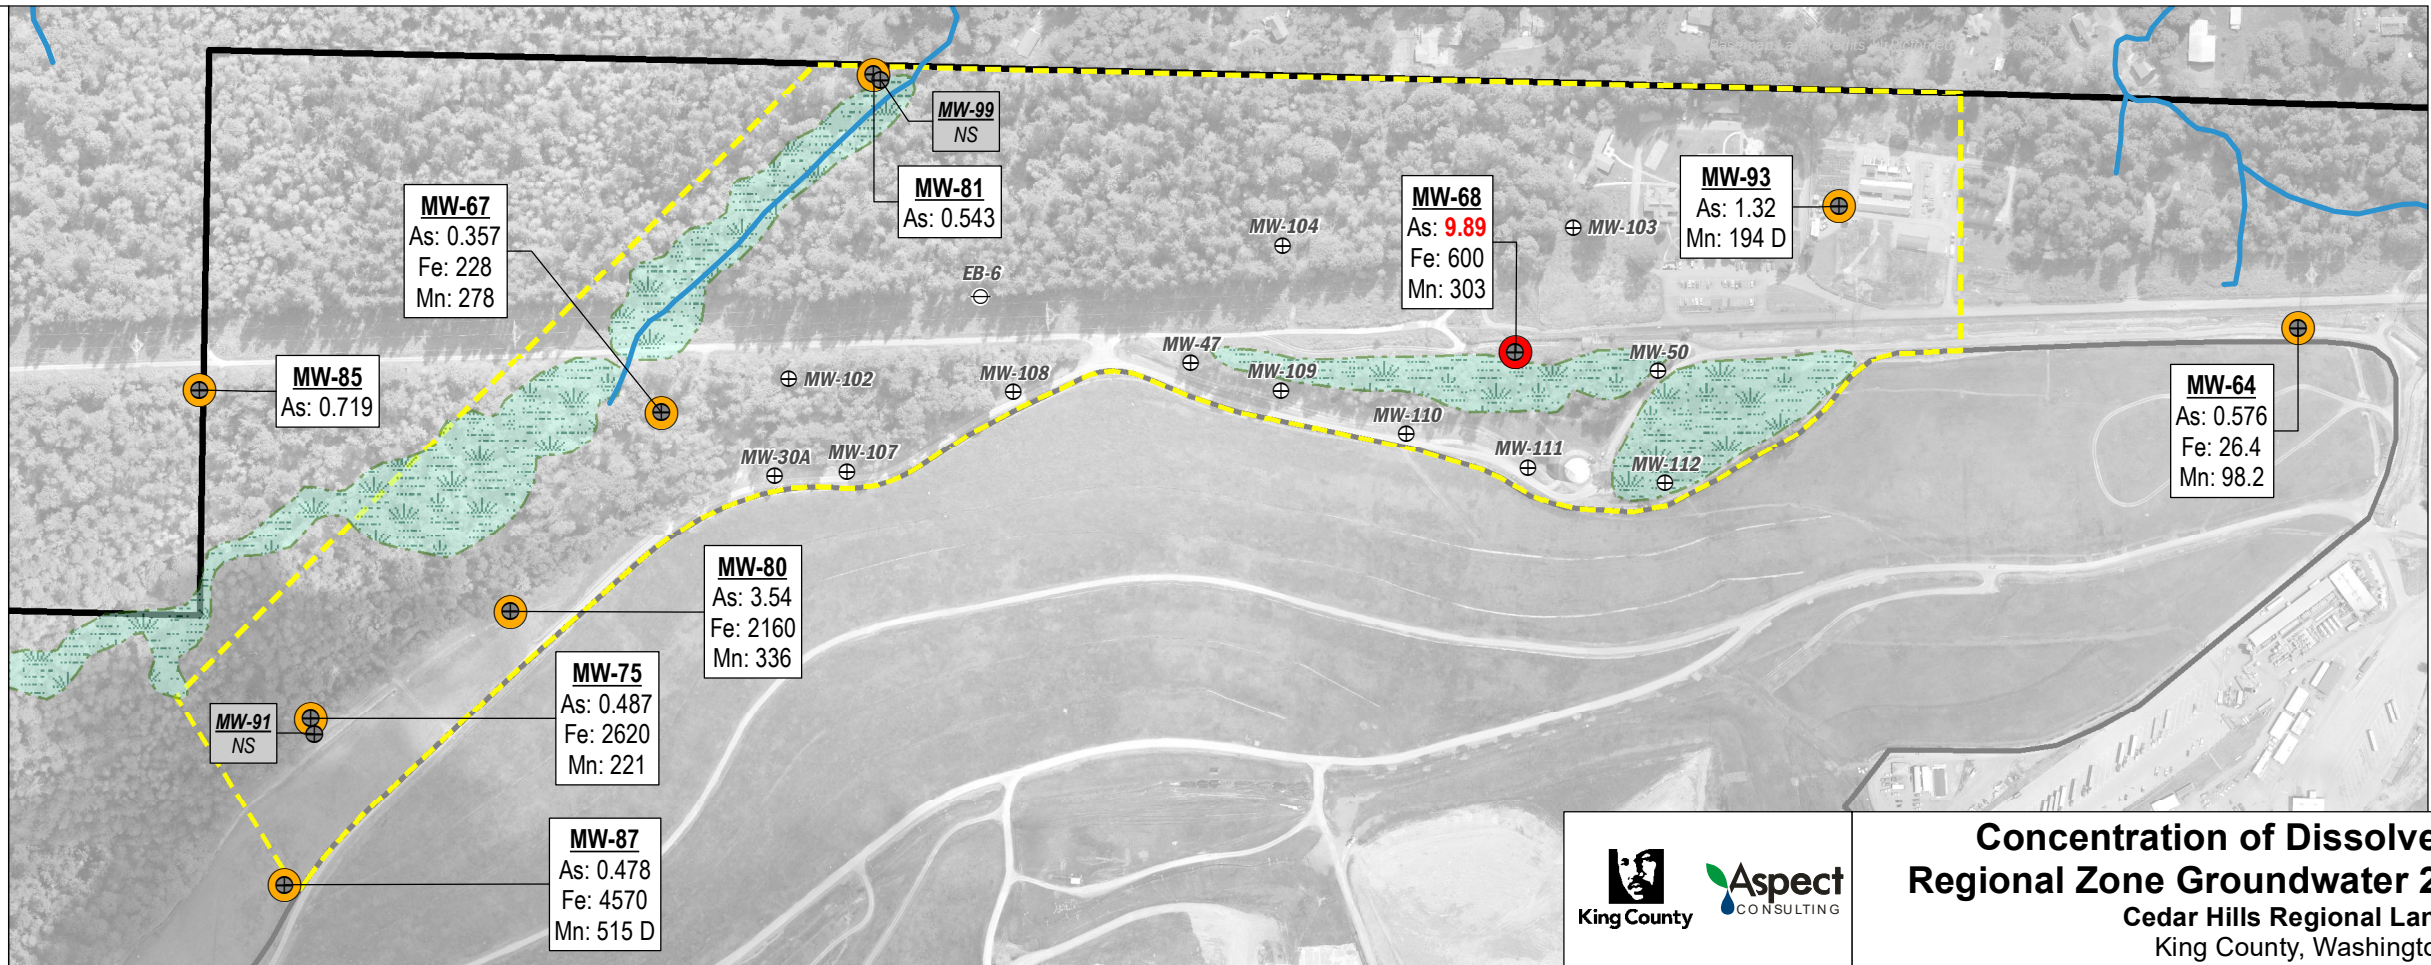 MW-99
NS
MW-81
As: 0.543
MW-67
As: 0.357
Fe: 228
Mn: 278
MW-68
As: 9.89
Fe: 600
Mn: 303
MW-93
As: 1.32
Mn: 194 D
MW-104
MW-103
EB-6
MW-85
As: 0.719
MW-102
MW-108
MW-47
MW-109
MW-50
MW-64
As: 0.576
Fe: 26.4
Mn: 98.2
MW-110
MW-111
MW-112
MW-30A
MW-107
MW-80
As: 3.54
Fe: 2160
Mn: 336
MW-75
As: 0.487
Fe: 2620
Mn: 221
MW-91
NS
MW-87
As: 0.478
Fe: 4570
Mn: 515 D
King County
Aspect
CONSULTING
Concentration of Dissolve
Regional Zone Groundwater 2
Cedar Hills Regional Lan
King County, Washingto